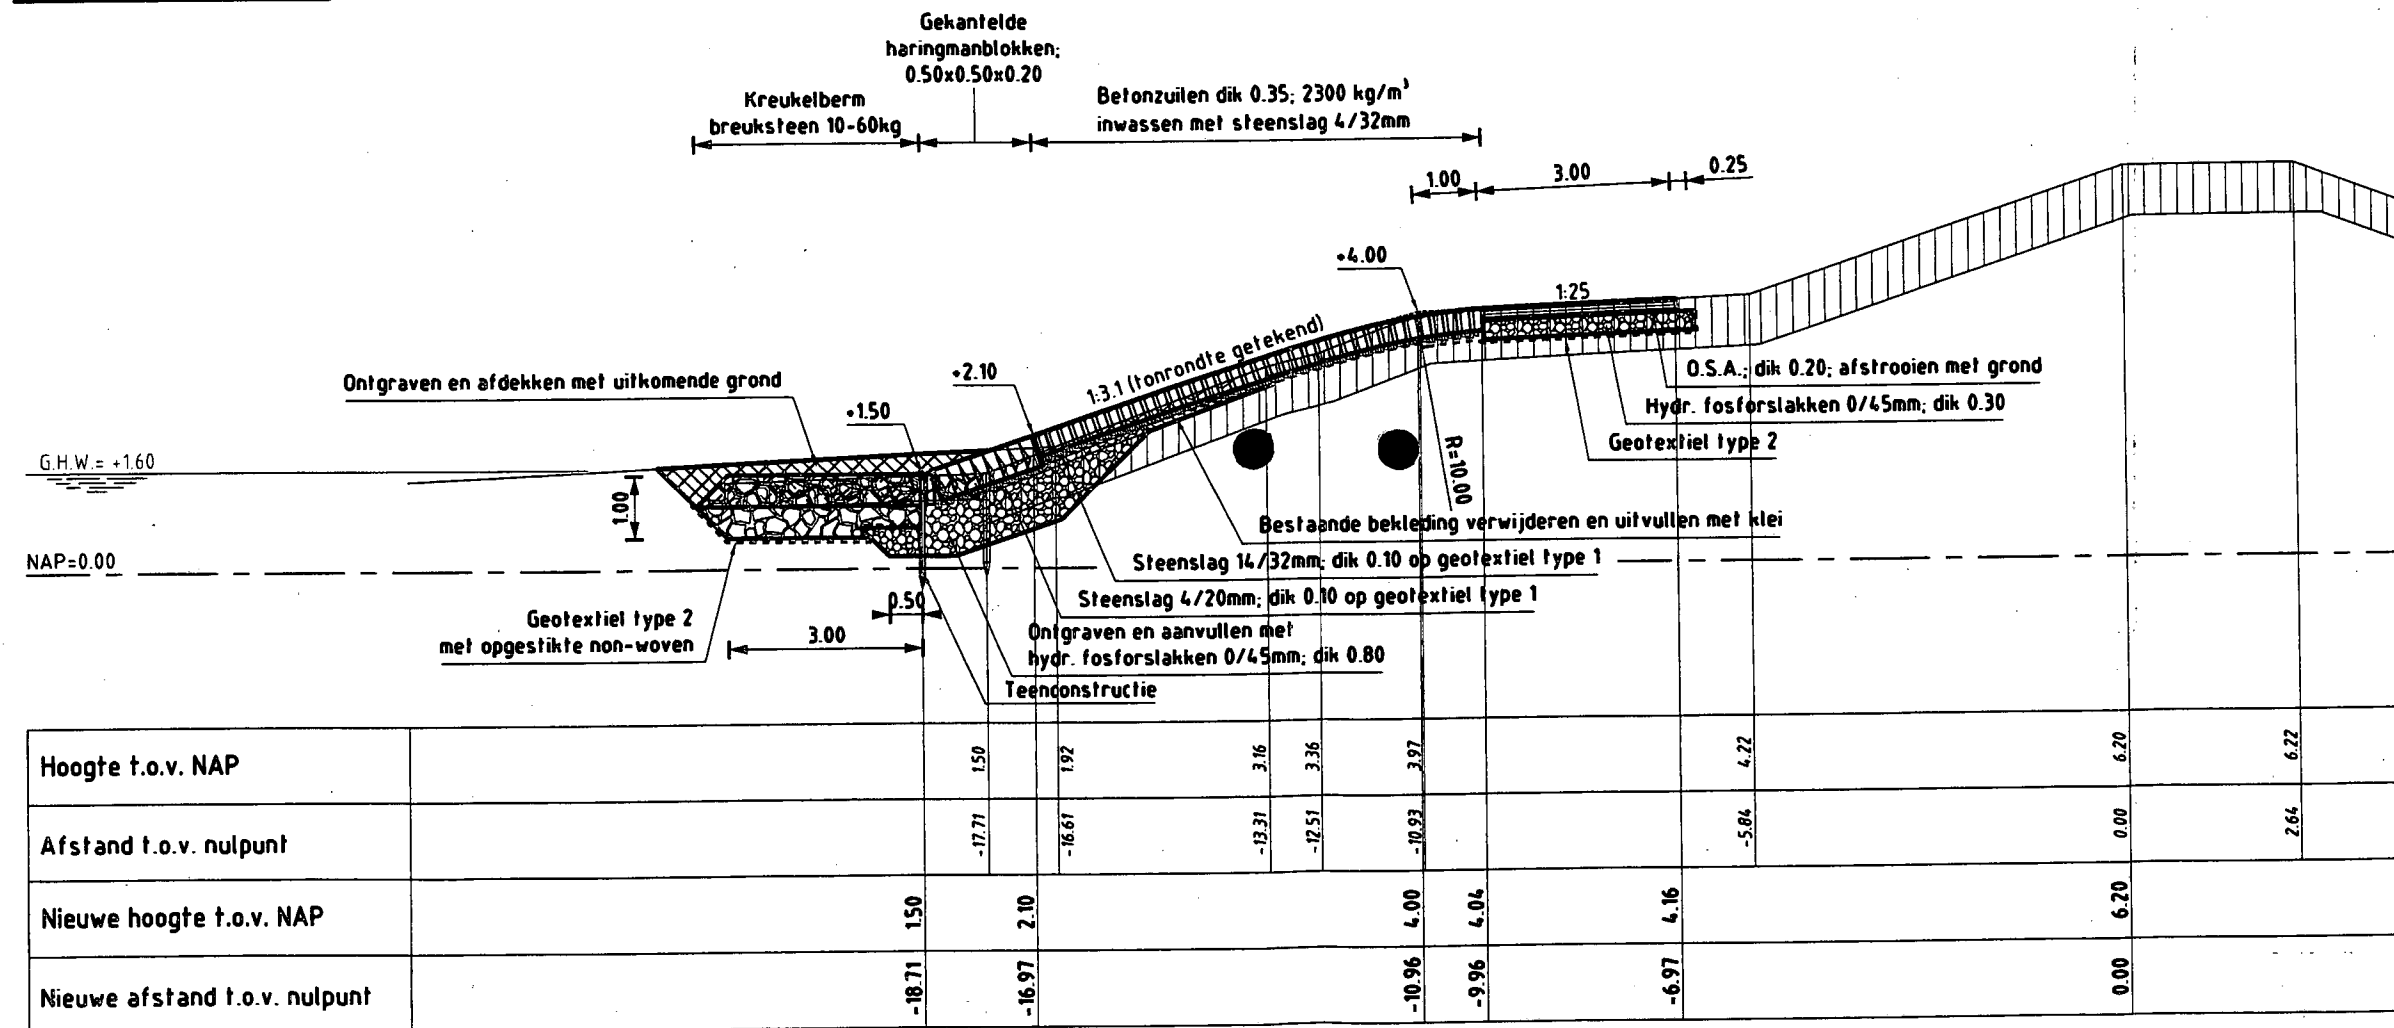 Gekantelde
haringmanblokken;
0.50x0.50x0.20
Kreukelberm
breuksteen 10-60kg
Betonzuilen dik 0.35; 2300 kg/m³
inwassen met steenslag 4/32mm
1.00
3.00
0.25
+4.00
1:25
1:3.1 (tonrondte getekend)
+2.10
+1.50
Ontgraven en afdekken met uitkomende grond
O.S.A.; dik 0.20; afstrooien met grond
Hydr. fosforslakken 0/45mm; dik 0.30
Geotextiel type 2
R=10.00
G.H.W.= +1.60
1.00
NAP=0.00
Bestaande bekleding verwijderen en uitvullen met klei
Steenslag 14/32mm; dik 0.10 op geotextiel type 1
Steenslag 4/20mm; dik 0.10 op geotextiel type 1
0.50
3.00
Geotextiel type 2
met opgestikte non-woven
Ontgraven en aanvullen met
hydr. fosforslakken 0/45mm; dik 0.80
Teenconstructie
Hoogte t.o.v. NAP 1.50 1.92 3.16 3.36 3.97 4.22 6.20 6.22
Afstand t.o.v. nulpunt -17.71 -16.61 -13.31 -12.51 -10.93 -5.84 0.00 2.64
Nieuwe hoogte t.o.v. NAP 1.50 2.10 4.00 4.04 4.16 6.20
Nieuwe afstand t.o.v. nulpunt -18.71 -16.97 -10.96 -9.96 -6.97 0.00